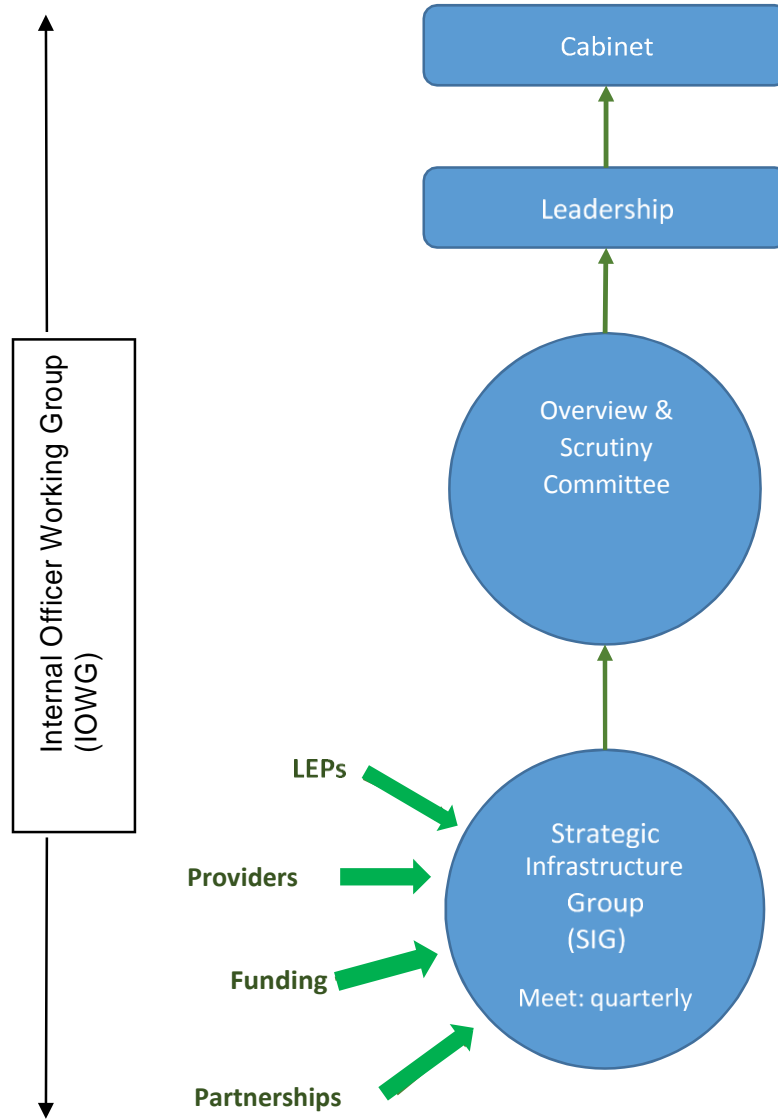 Cabinet
Leadership
Overview &
Scrutiny
Committee
Internal Officer Working Group
(IOWG)
LEPs
Providers
Funding
Partnerships
Strategic
Infrastructure
Group
(SIG)
Meet: quarterly